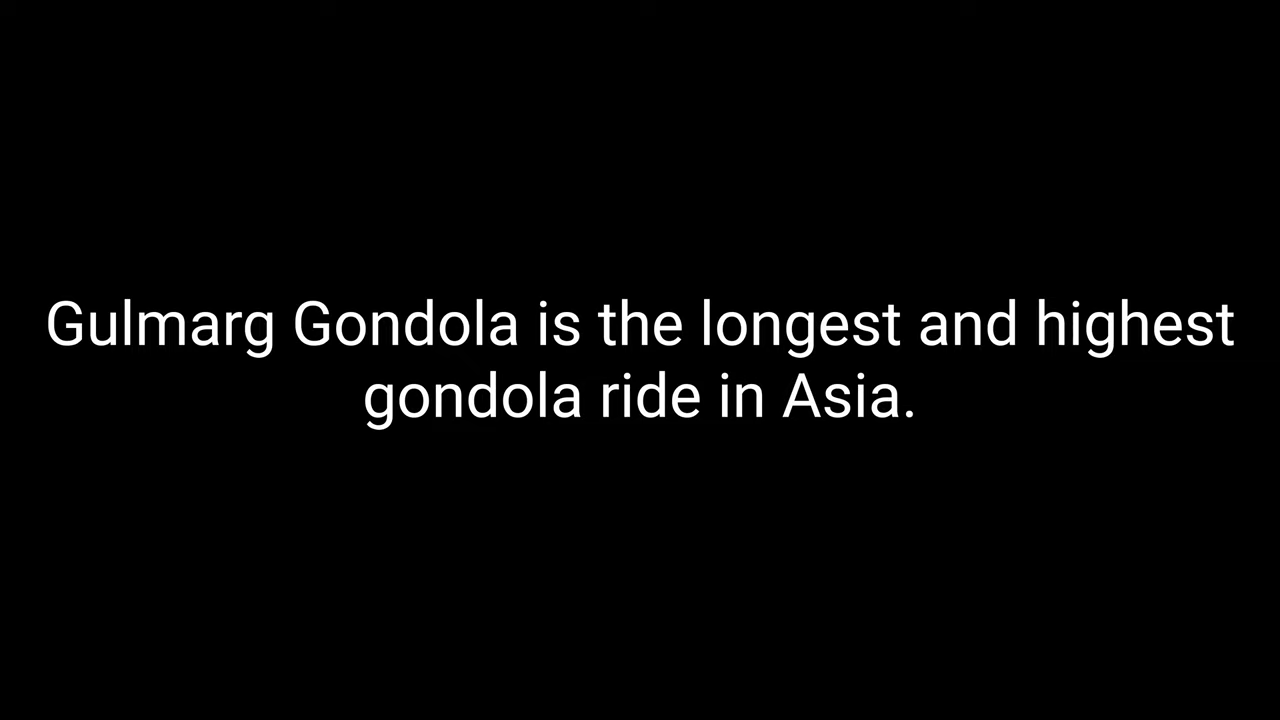 Gulmarg Gondola is the longest and highest
gondola ride in Asia.